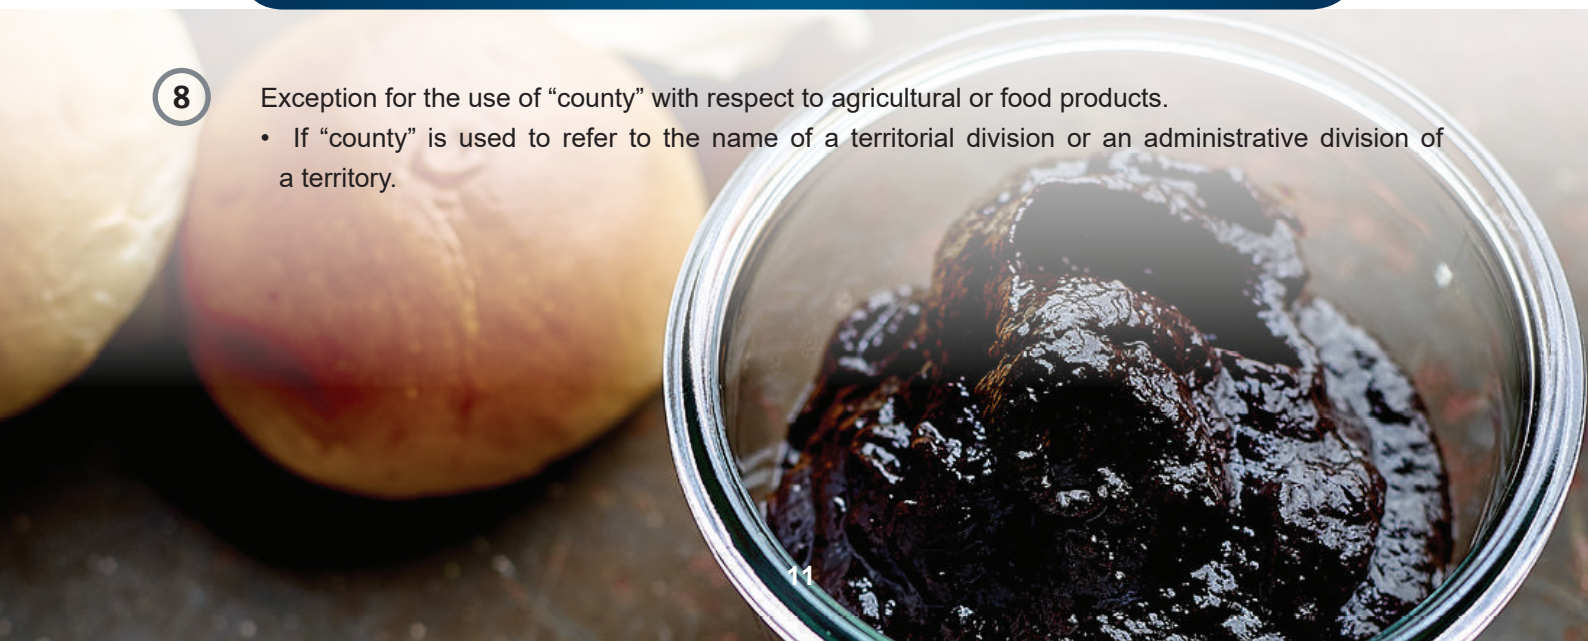 8 Exception for the use of “county” with respect to agricultural or food products.
• If “county” is used to refer to the name of a territorial division or an administrative division of
a territory.
11